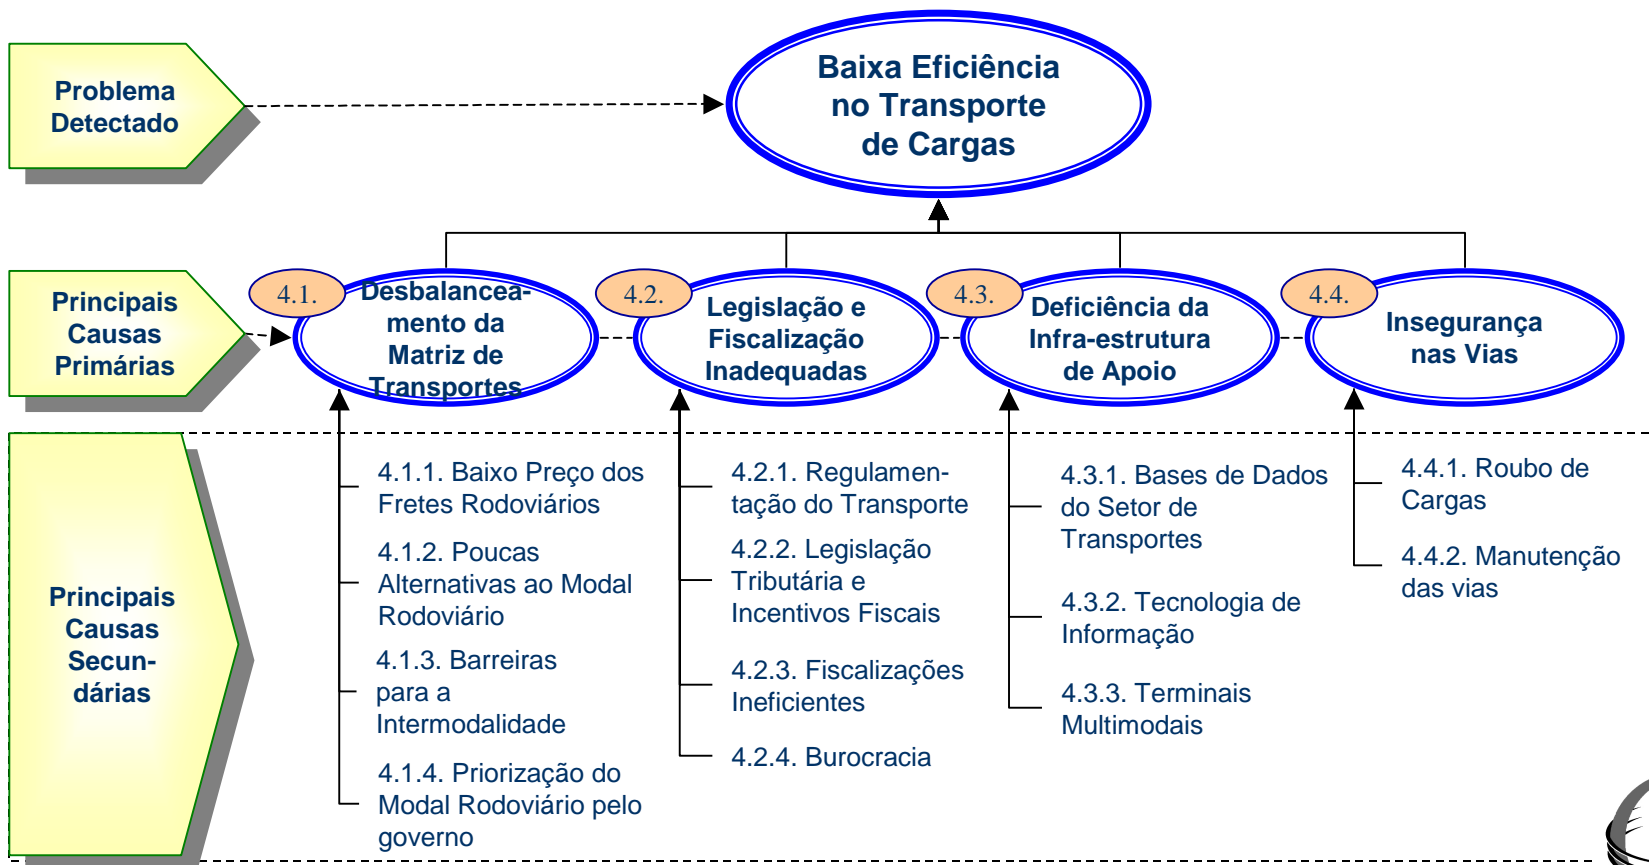 Problema
Detectado
Baixa Eficiência
no Transporte
de Cargas
Principais
Causas
Primárias
4.1.
Desbalancea-
mento da
Matriz de
Transportes
4.2.
Legislação e
Fiscalização
Inadequadas
4.3.
Deficiência da
Infra-estrutura
de Apoio
4.4.
Insegurança
nas Vias
Principais
Causas
Secun-
dárias
4.1.1. Baixo Preço dos
Fretes Rodoviários
4.1.2. Poucas
Alternativas ao Modal
Rodoviário
4.1.3. Barreiras
para a
Intermodalidade
4.1.4. Priorização do
Modal Rodoviário pelo
governo
4.2.1. Regulamen-
tação do Transporte
4.2.2. Legislação
Tributária e
Incentivos Fiscais
4.2.3. Fiscalizações
Ineficientes
4.2.4. Burocracia
4.3.1. Bases de Dados
do Setor de
Transportes
4.3.2. Tecnologia de
Informação
4.3.3. Terminais
Multimodais
4.4.1. Roubo de
Cargas
4.4.2. Manutenção
das vias